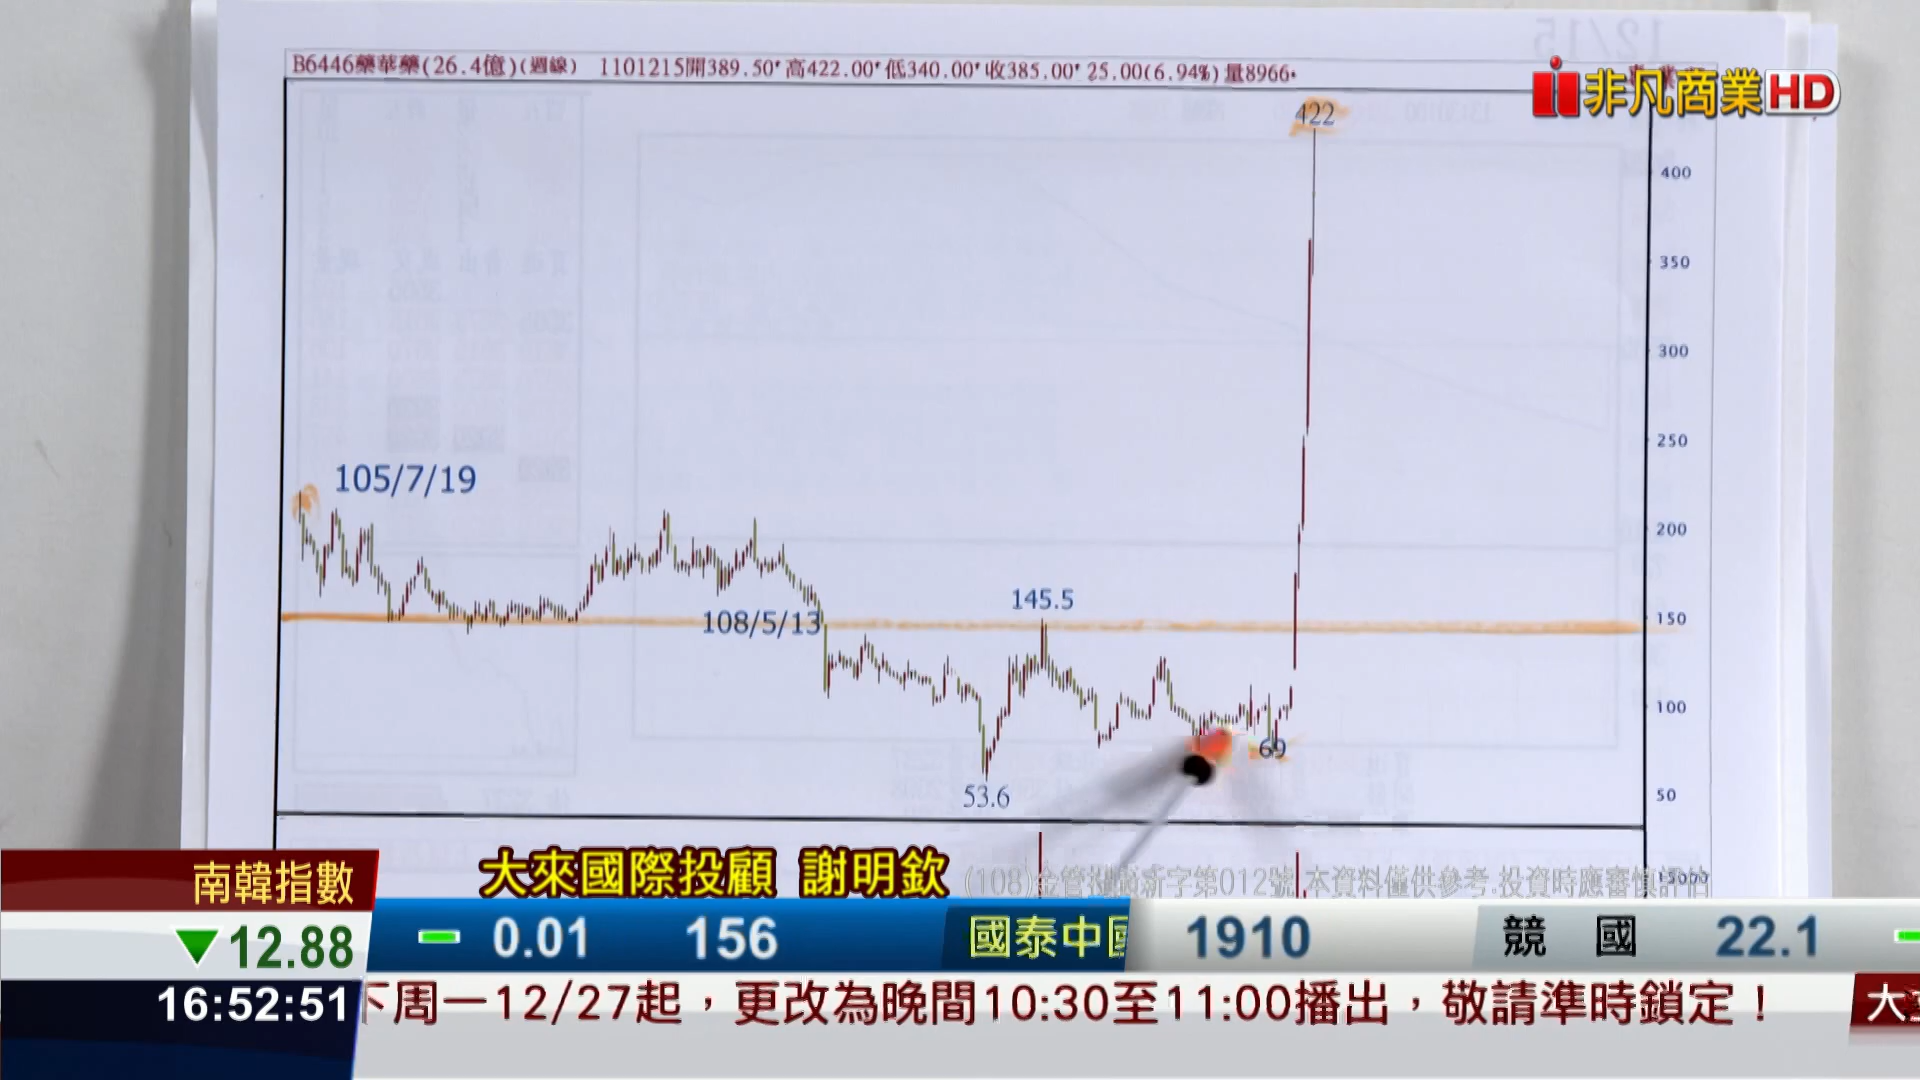 B6446藥華藥(26.4億)(週線) 1101215開389.50' 高422.00' 低340.00' 收385.00' 25.00(6.94%) 量8966
非凡商業HD
422
400
350
300
250
105/7/19
200
145.5
150
108/5/13
100
69
50
53.6
大來國際投顧 謝明欽
本資料僅供參考.投資時應審慎評估
南韓指數
▼12.88
0.01 156 國泰中國 1910 競國 22.1
16:52:51
下周一12/27起，更改為晚間10:30至11:00播出，敬請準時鎖定！
大